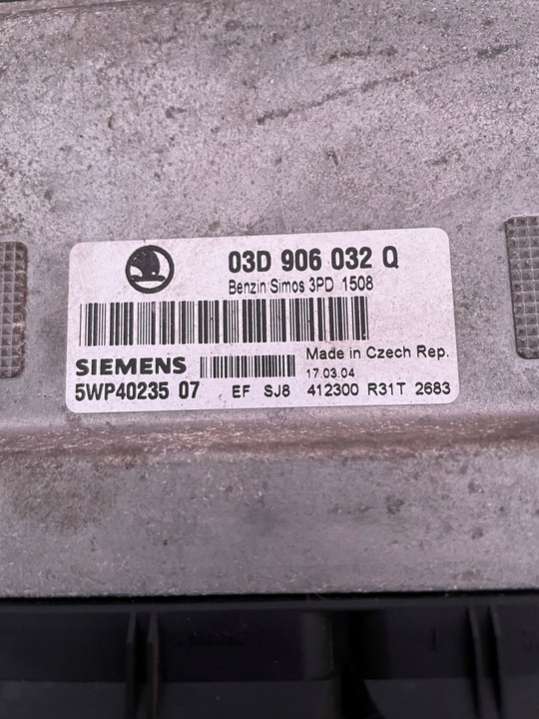 03D 906 032 Q
Benzin Simos 3PD 1508
SIEMENS
Made in Czech Rep.
17.03.04
5WP40235 07 EF SJ8 412300 R31T 2683